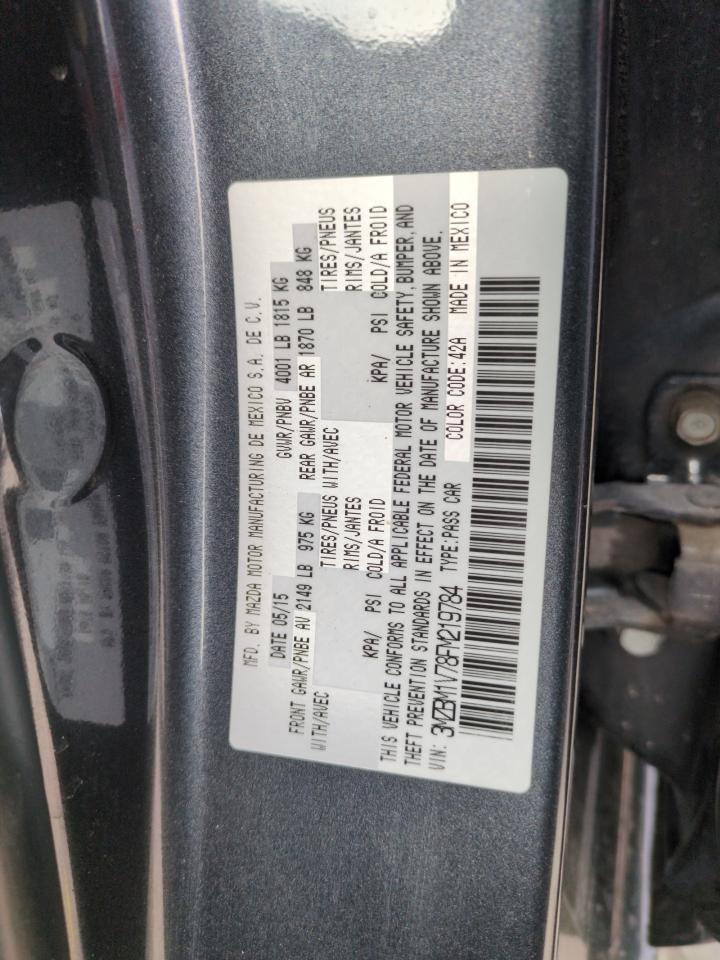 MFD. BY MAZDA MOTOR MANUFACTURING DE MEXICO S.A. DE C.V.
DATE 05/15 GVWR/PNBV 4001 LB 1815 KG
FRONT GAWR/PNBE AV 2149 LB 975 KG REAR GAWR/PNBE AR 1870 LB 848 KG
WITH/AVEC TIRES/PNEUS WITH/AVEC TIRES/PNEUS
RIMS/JANTES RIMS/JANTES
KPA/ PSI COLD/A FROID KPA/ PSI COLD/A FROID
THIS VEHICLE CONFORMS TO ALL APPLICABLE FEDERAL MOTOR VEHICLE SAFETY, BUMPER, AND
THEFT PREVENTION STANDARDS IN EFFECT ON THE DATE OF MANUFACTURE SHOWN ABOVE.
VIN: 3MZBM1V78FM219784 TYPE:PASS CAR COLOR CODE:42A MADE IN MEXICO